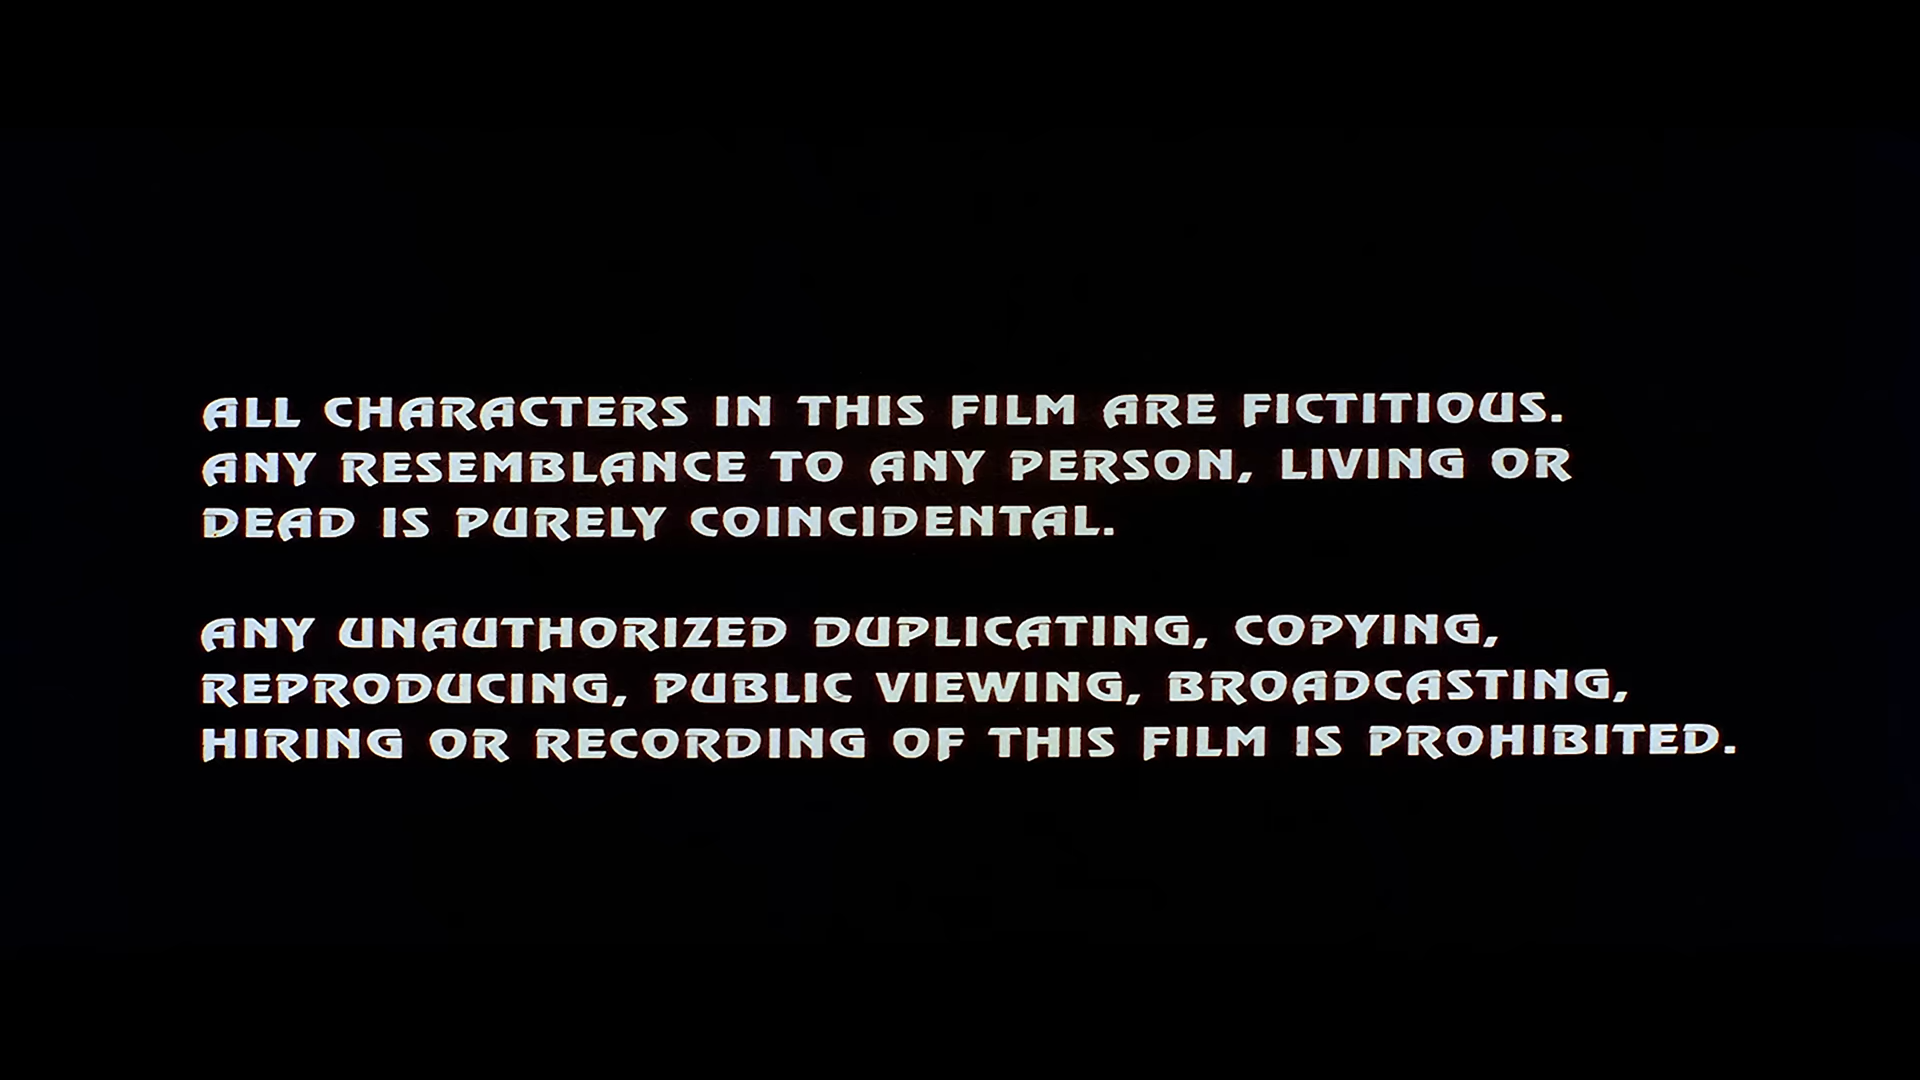 ALL CHARACTERS IN THIS FILM ARE FICTITIOUS.
ANY RESEMBLANCE TO ANY PERSON, LIVING OR
DEAD IS PURELY COINCIDENTAL.
ANY UNAUTHORIZED DUPLICATING, COPYING,
REPRODUCING, PUBLIC VIEWING, BROADCASTING,
HIRING OR RECORDING OF THIS FILM IS PROHIBITED.